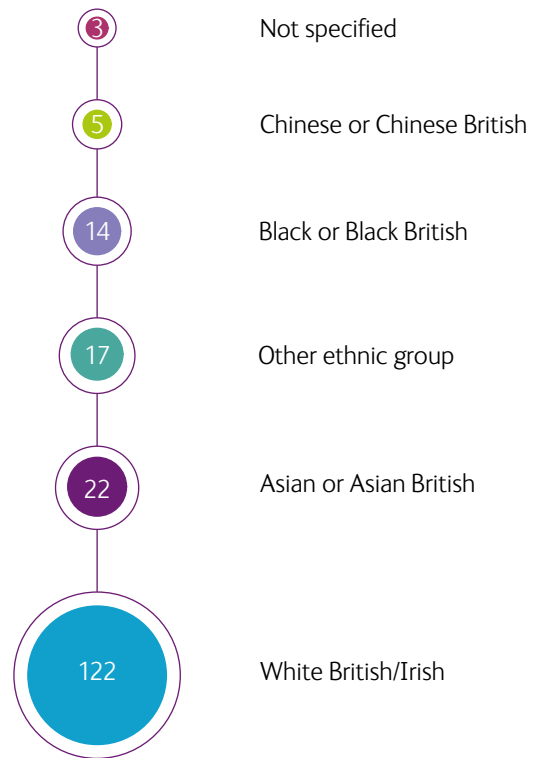 3 Not specified
5 Chinese or Chinese British
14 Black or Black British
17 Other ethnic group
22 Asian or Asian British
122 White British/Irish